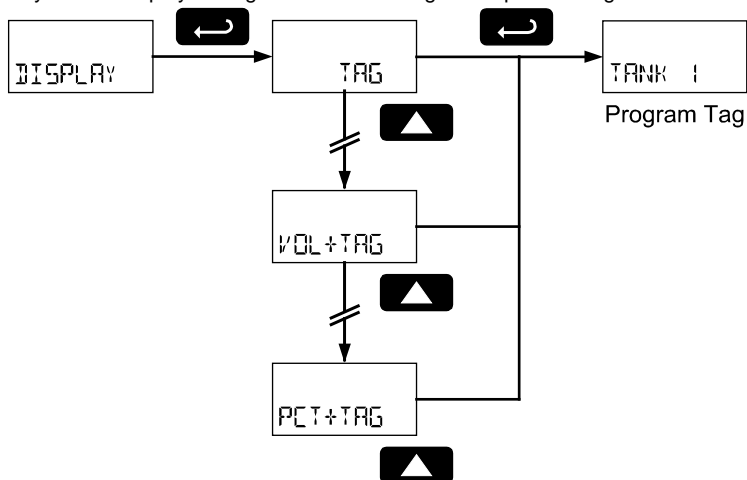 DISPLAY
TAG
TANK 1
Program Tag
VOL+TAG
PCT+TAG